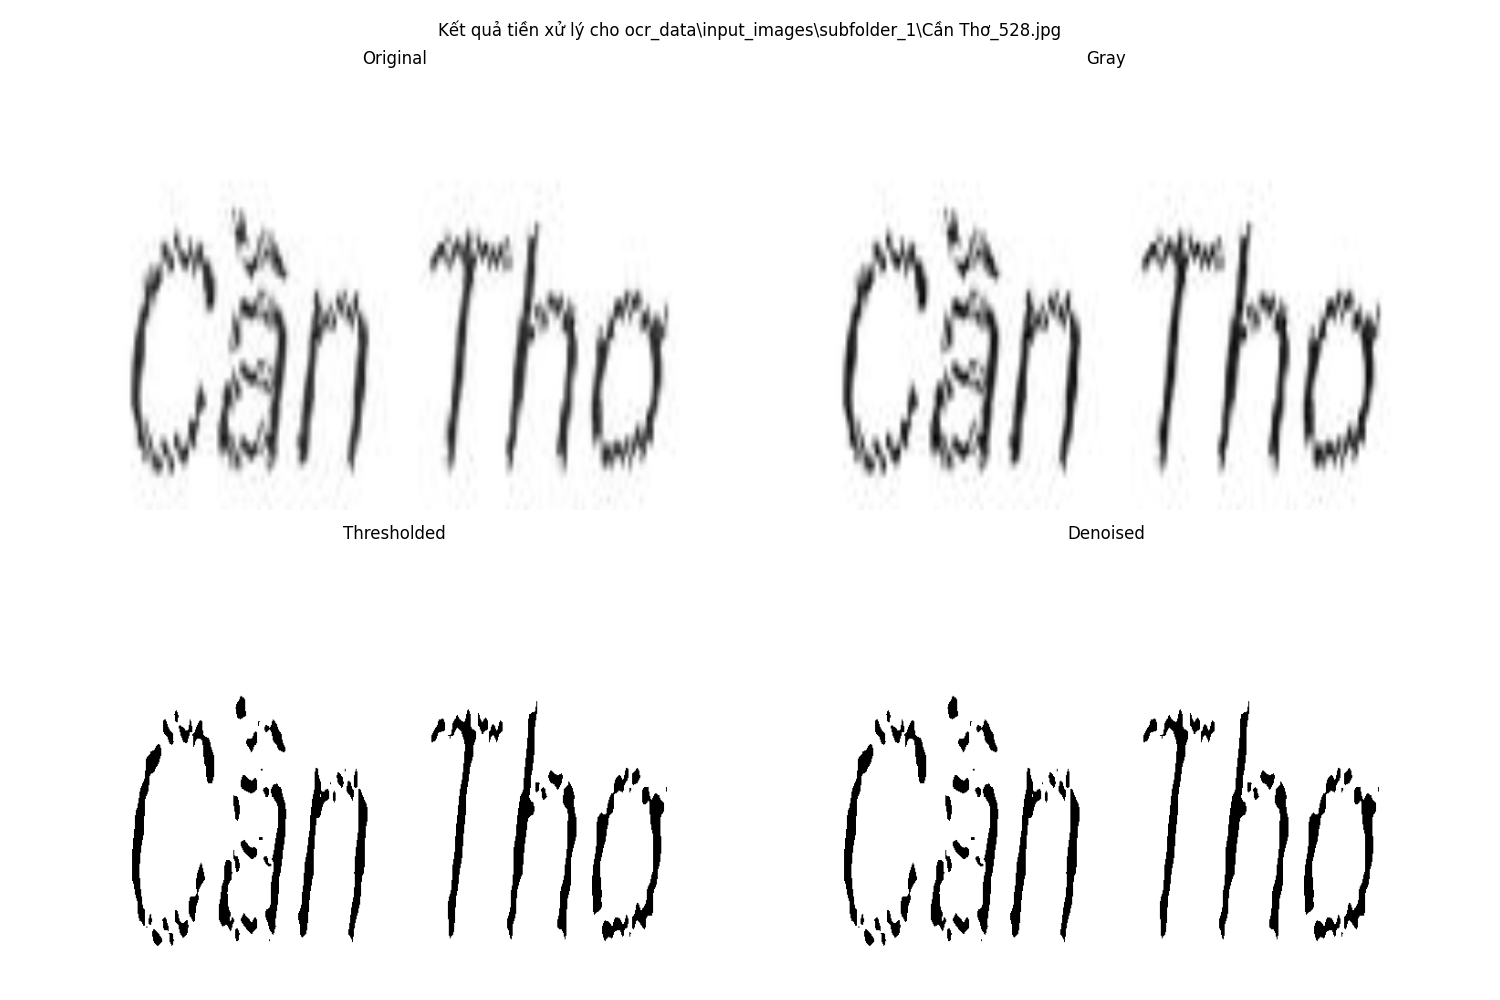 Kết quả tiền xử lý cho ocr_data\input_images\subfolder_1\Cần Thơ_528.jpg
Original
Gray
Cần Thơ
Cần Thơ
Thresholded
Denoised
Cần Thơ
Cần Thơ